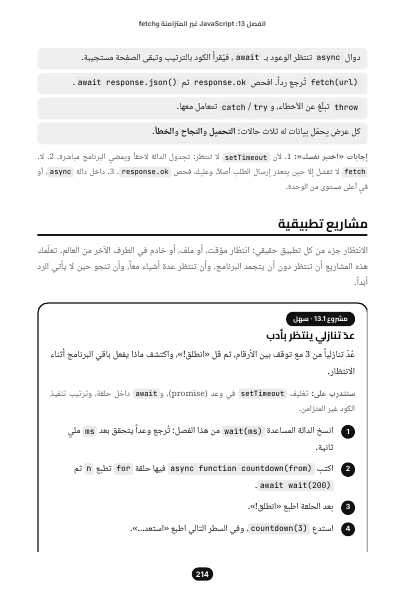 الفصل 13: JavaScript غير المتزامنة وfetch
دوال async تنتظر الوعود بـ await ، فيُقرأ الكود بالترتيب وتبقى الصفحة مستجيبة.
fetch(url) تُرجع رداً. افحص response.ok ثم await response.json() .
throw تبلّغ عن الأخطاء، و try / catch تتعامل معها.
كل عرض يحمّل بيانات له ثلاث حالات: التحميل والنجاح والخطأ.
إجابات «اختبر نفسك»: 1. لأن setTimeout لا تنتظر: تجدول الدالة لاحقاً ويمضي البرنامج مباشرة. 2. لا.
fetch لا تفشل إلا حين يتعذر إرسال الطلب أصلاً، وعليك فحص response.ok . 3. داخل دالة async ، أو
في أعلى مستوى من الوحدة.
مشاريع تطبيقية
الانتظار جزء من كل تطبيق حقيقي: انتظار مؤقت، أو ملف، أو خادم في الطرف الآخر من العالم. تعلّمك
هذه المشاريع أن تنتظر دون أن يتجمد البرنامج، وأن تنتظر عدة أشياء معاً، وأن تنجو حين لا يأتي الرد
أبداً.
مشروع 13.1 · سهل
عدّ تنازلي ينتظر بأدب
عُدّ تنازلياً من 3 مع توقف بين الأرقام، ثم قل «انطلق!»، واكتشف ماذا يفعل باقي البرنامج أثناء
الانتظار.
ستتدرب على: تغليف setTimeout في وعد (promise)، و await داخل حلقة، وترتيب تنفيذ
الكود غير المتزامن.
1 انسخ الدالة المساعدة wait(ms) من هذا الفصل: تُرجع وعداً يتحقق بعد ms ملي
ثانية.
2 اكتب async function countdown(from) فيها حلقة for تطبع n ثم
await wait(200) .
3 بعد الحلقة اطبع «انطلق!».
4 استدعِ countdown(3) ، وفي السطر التالي اطبع «استعد...».
214